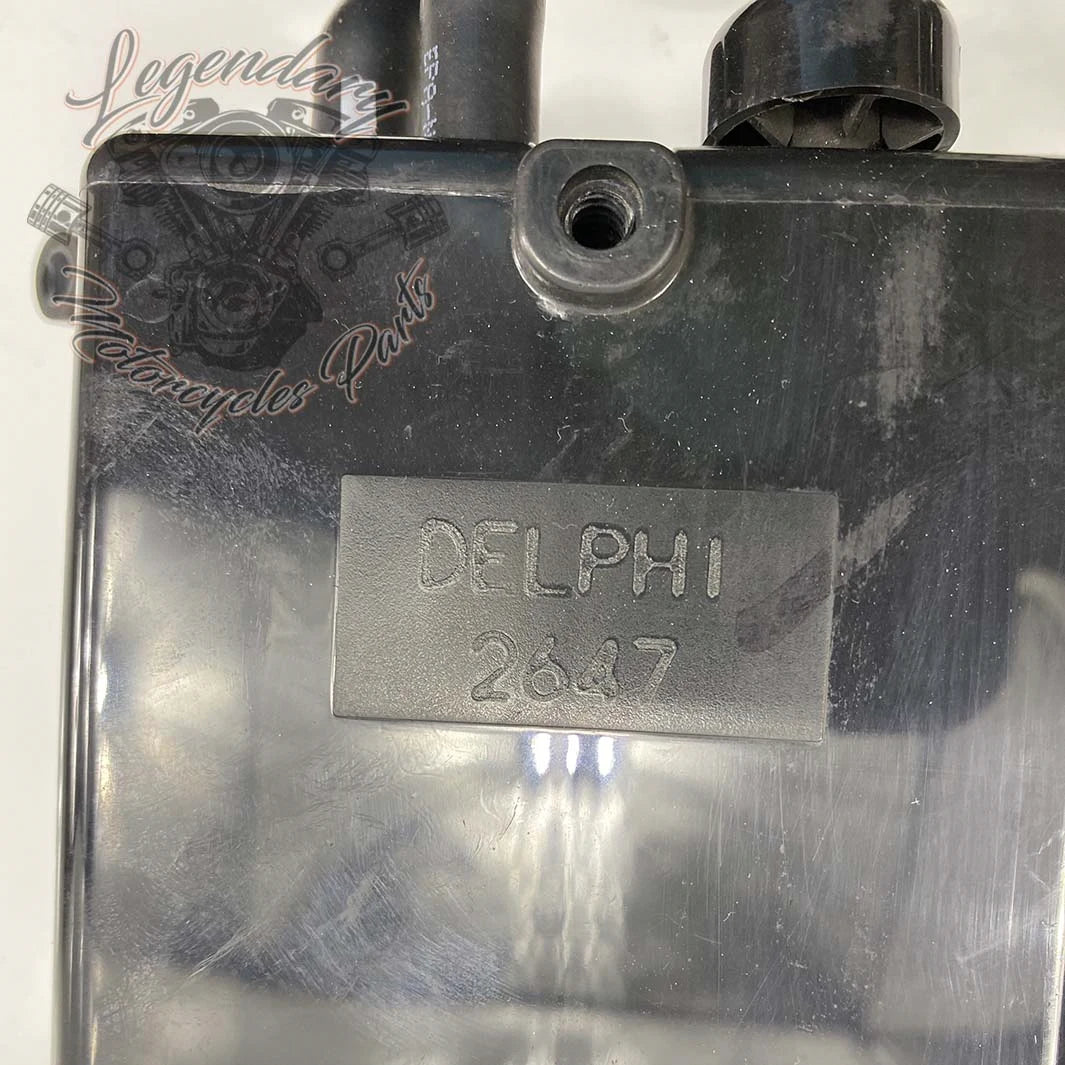 Legendary
Motorcycles Parts
DELPHI
2647